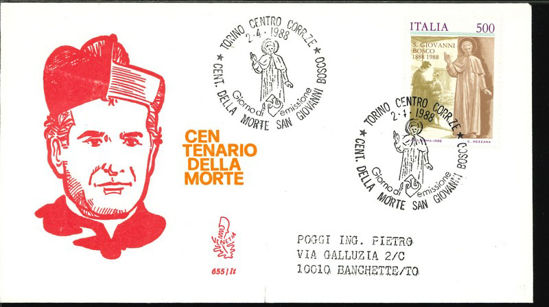 TORINO CENTRO CORR.ZE
2-4-1988
★ CENT. DELLA MORTE SAN GIOVANNI BOSCO ★
Giorno di emissione
ITALIA 500
S. GIOVANNI
BOSCO
1888 1988
TORINO CENTRO CORR.ZE
2-4-1988
★ CENT. DELLA MORTE SAN GIOVANNI BOSCO ★
Giorno di emissione
CEN
TENARIO
DELLA
MORTE
VENETIA
655/It
POGGI ING. PIETRO
VIA GALLUZIA 2/C
10010 BANCHETTE/TO